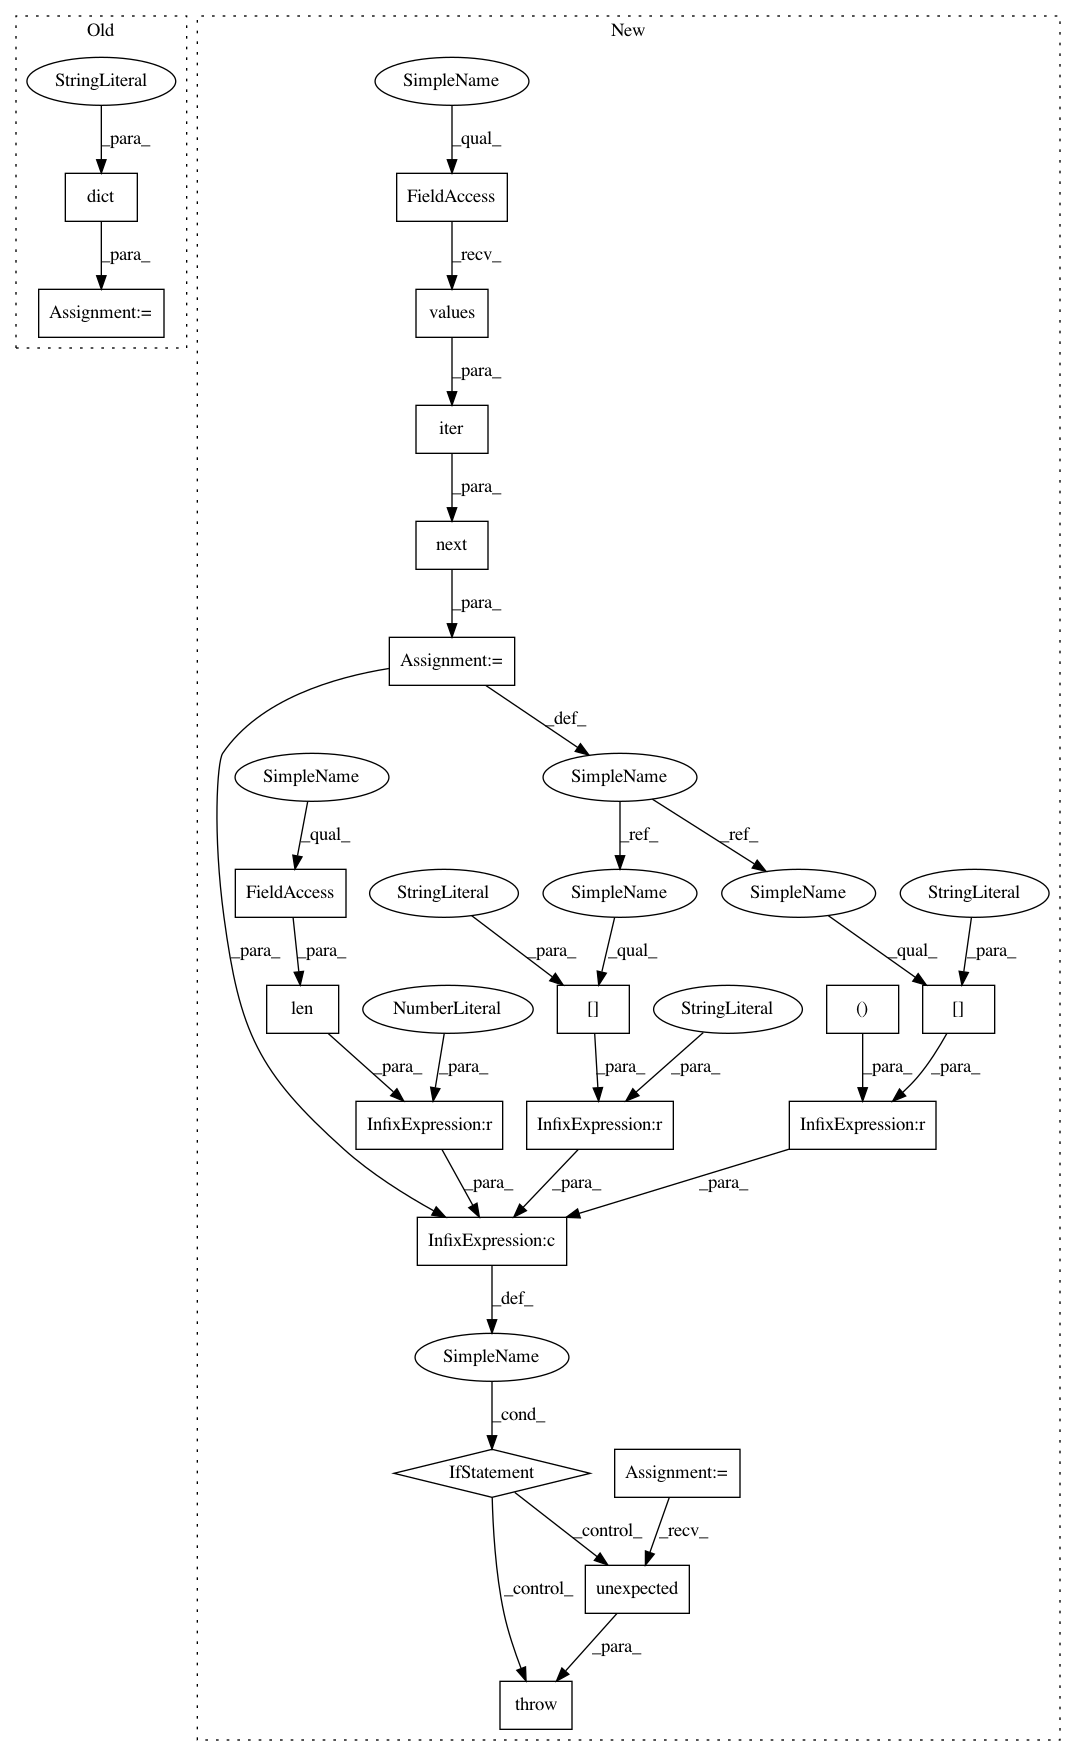 Old
New
StringLiteral
SimpleName
_para_
_qual_
dict
FieldAccess
_para_
_recv_
Assignment:=
values
_para_
iter
_para_
next
_para_
Assignment:=
_def_
SimpleName
SimpleName
_qual_
_ref_
_ref_
FieldAccess
StringLiteral
SimpleName
SimpleName
StringLiteral
_para_
_para_
_para_
_qual_
_qual_
_para_
len
NumberLiteral
[]
StringLiteral
()
[]
_para_
_para_
_para_
_para_
_para_
_para_
InfixExpression:r
InfixExpression:r
InfixExpression:r
_para_
_para_
_para_
InfixExpression:c
_def_
SimpleName
_cond_
IfStatement
Assignment:=
_control_
_recv_
_control_
unexpected
_para_
throw